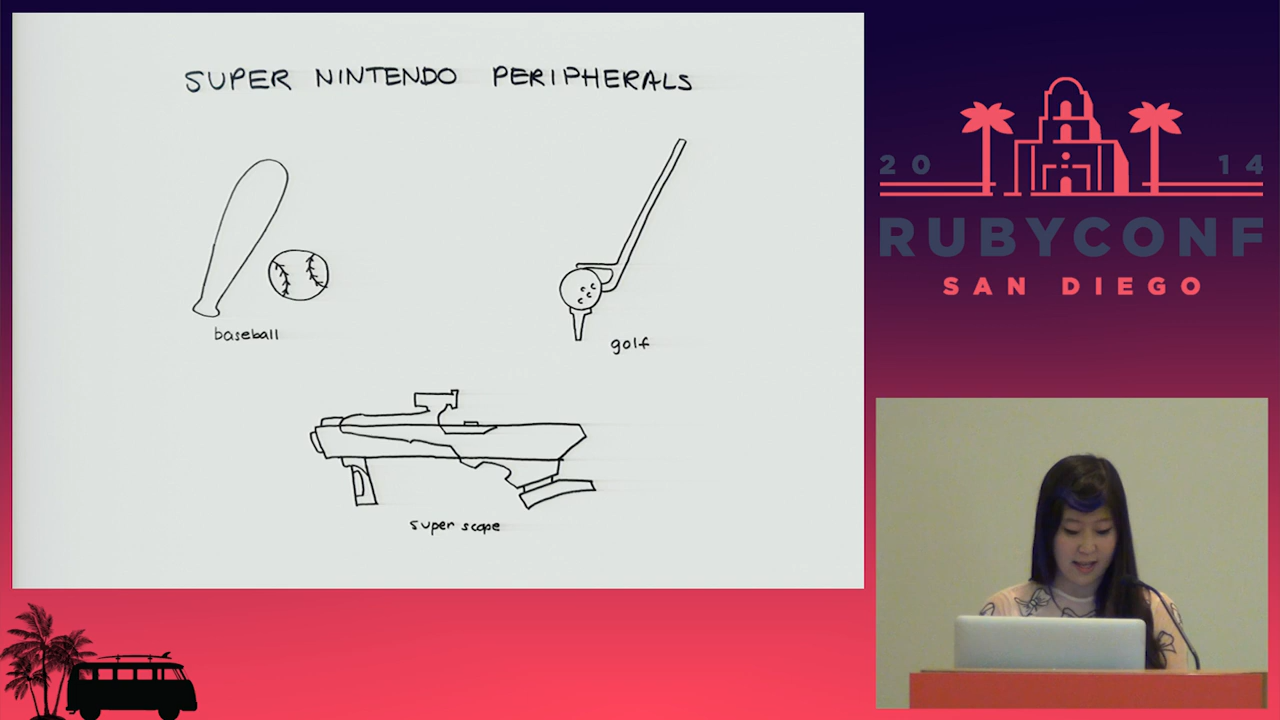 SUPER NINTENDO PERIPHERALS
baseball
golf
super scope
20 14
RUBYCONF
SAN DIEGO